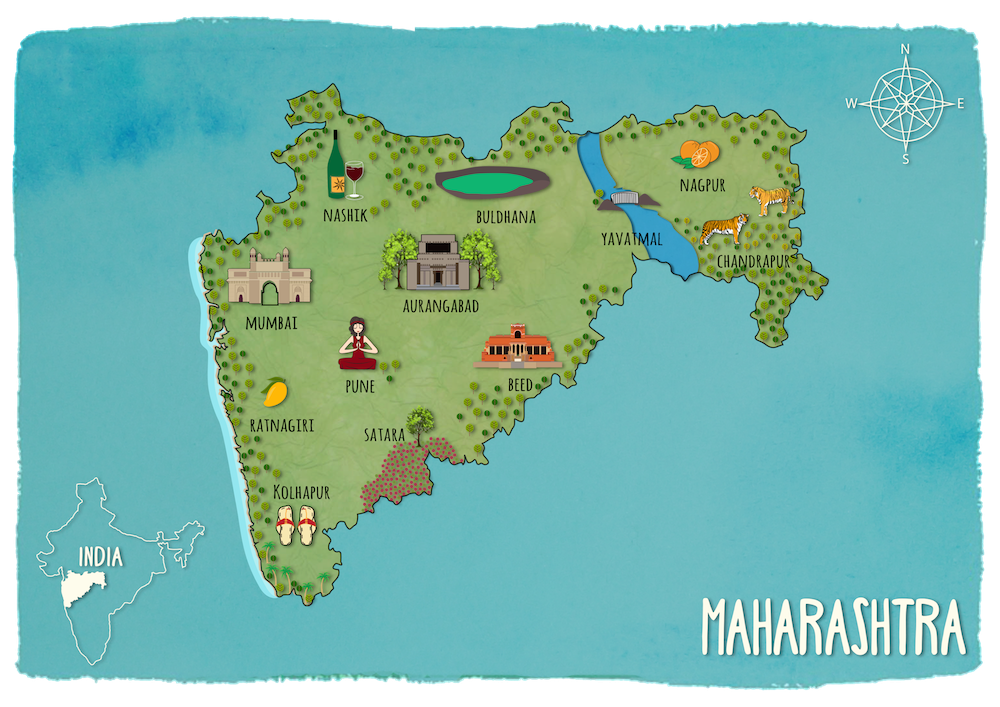 N
W E
S
NAGPUR
NASHIK
BULDHANA
YAVATMAL
CHANDRAPUR
AURANGABAD
MUMBAI
PUNE
BEED
RATNAGIRI
SATARA
KOLHAPUR
INDIA
MAHARASHTRA